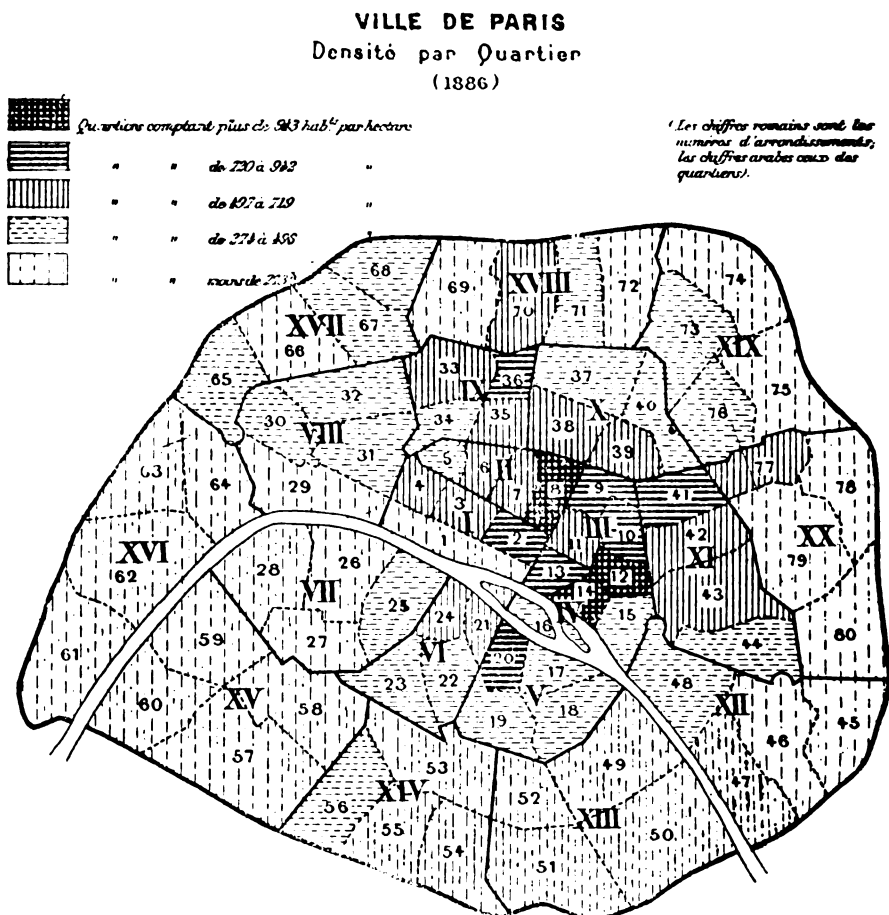 VILLE DE PARIS
Densité par Quartier
(1886)
Quartiers comptant plus de 943 habts par hectare
" " de 720 à 942 "
" " de 497 à 719 "
" " de 274 à 496 "
" " moins de
(Les chiffres romains sont les
numéros d'arrondissements;
les chiffres arabes ceux des
quartiers).
68
69 XVIII 72 74
70 71
XVII 67 73
66 XIX
33 36 37 75
65 32 IX X 40 76
30 34 35 38
VIII 31 5 6 II 39 77
63 64 29 4 7 8 9 41 78
3 I III 10 42
XVI 1 2 11 XI XX
62 26 13 12 79
28 VII 25 14 43
24 21 IV 15
59 27 VI 16 44 80
61 20 17
60 XV 58 23 22 V 48 XII
19 18 45
57 53 49 46
56 XIV 52 47
55 XIII 50
54 51